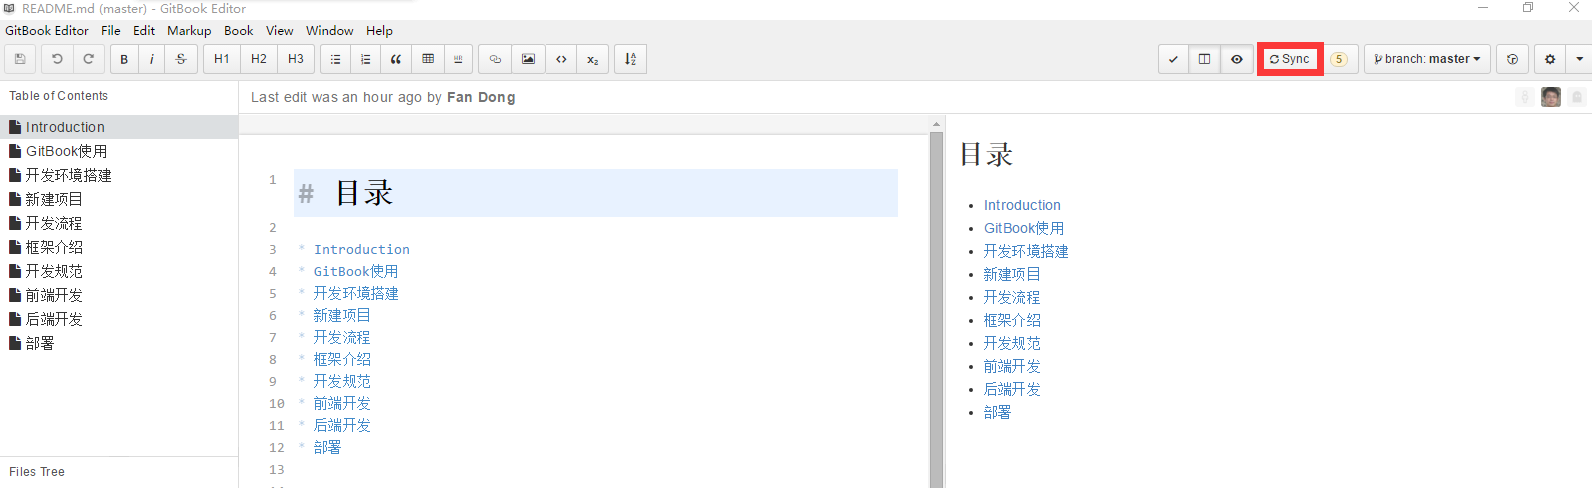 README.md (master) - GitBook Editor
GitBook Editor File Edit Markup Book View Window Help
B i S H1 H2 H3 x₂ Sync 5 branch: master
Table of Contents
Last edit was an hour ago by Fan Dong
Introduction
GitBook使用
开发环境搭建
新建项目
开发流程
框架介绍
开发规范
前端开发
后端开发
部署
Files Tree
1 # 目录
2
3 * Introduction
4 * GitBook使用
5 * 开发环境搭建
6 * 新建项目
7 * 开发流程
8 * 框架介绍
9 * 开发规范
10 * 前端开发
11 * 后端开发
12 * 部署
13
目录
• Introduction
• GitBook使用
• 开发环境搭建
• 新建项目
• 开发流程
• 框架介绍
• 开发规范
• 前端开发
• 后端开发
• 部署